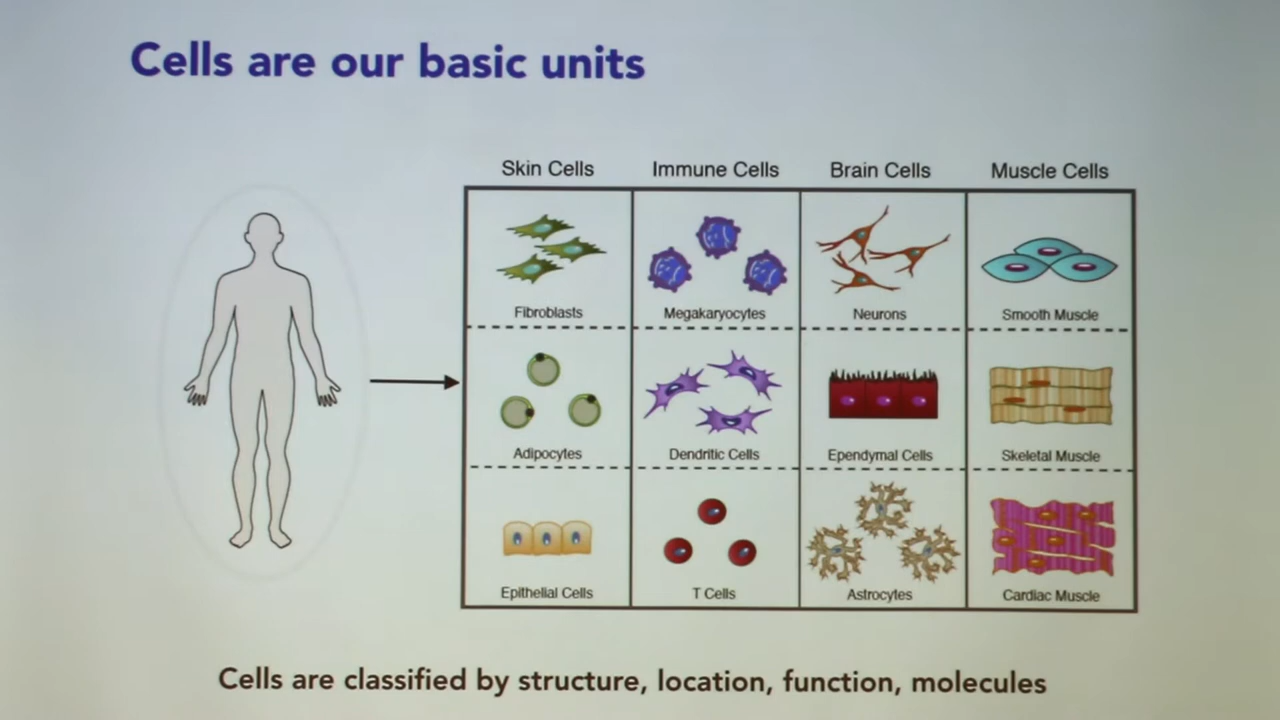 Cells are our basic units
Skin Cells Immune Cells Brain Cells Muscle Cells
Fibroblasts Megakaryocytes Neurons Smooth Muscle
Adipocytes Dendritic Cells Ependymal Cells Skeletal Muscle
Epithelial Cells T Cells Astrocytes Cardiac Muscle
Cells are classified by structure, location, function, molecules